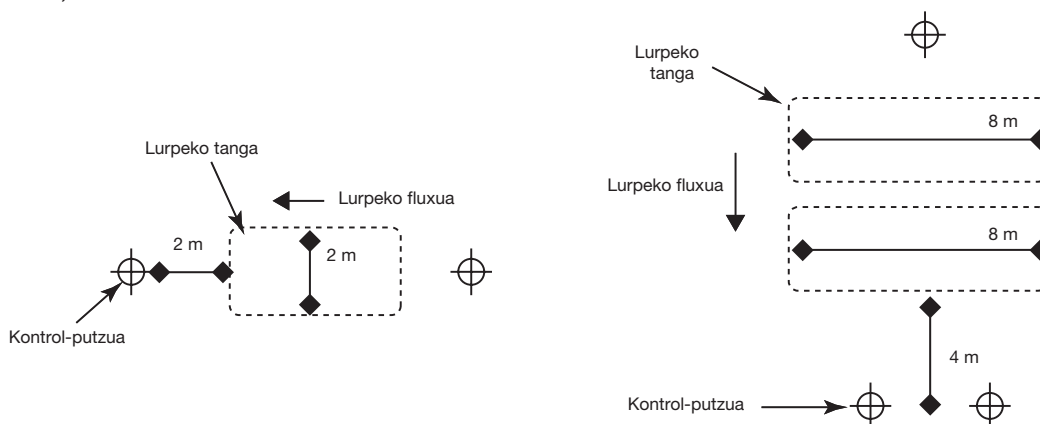 Lurpeko tanga
Lurpeko fluxua
2 m
2 m
Kontrol-putzua
Lurpeko
tanga
8 m
Lurpeko fluxua
8 m
4 m
Kontrol-putzua